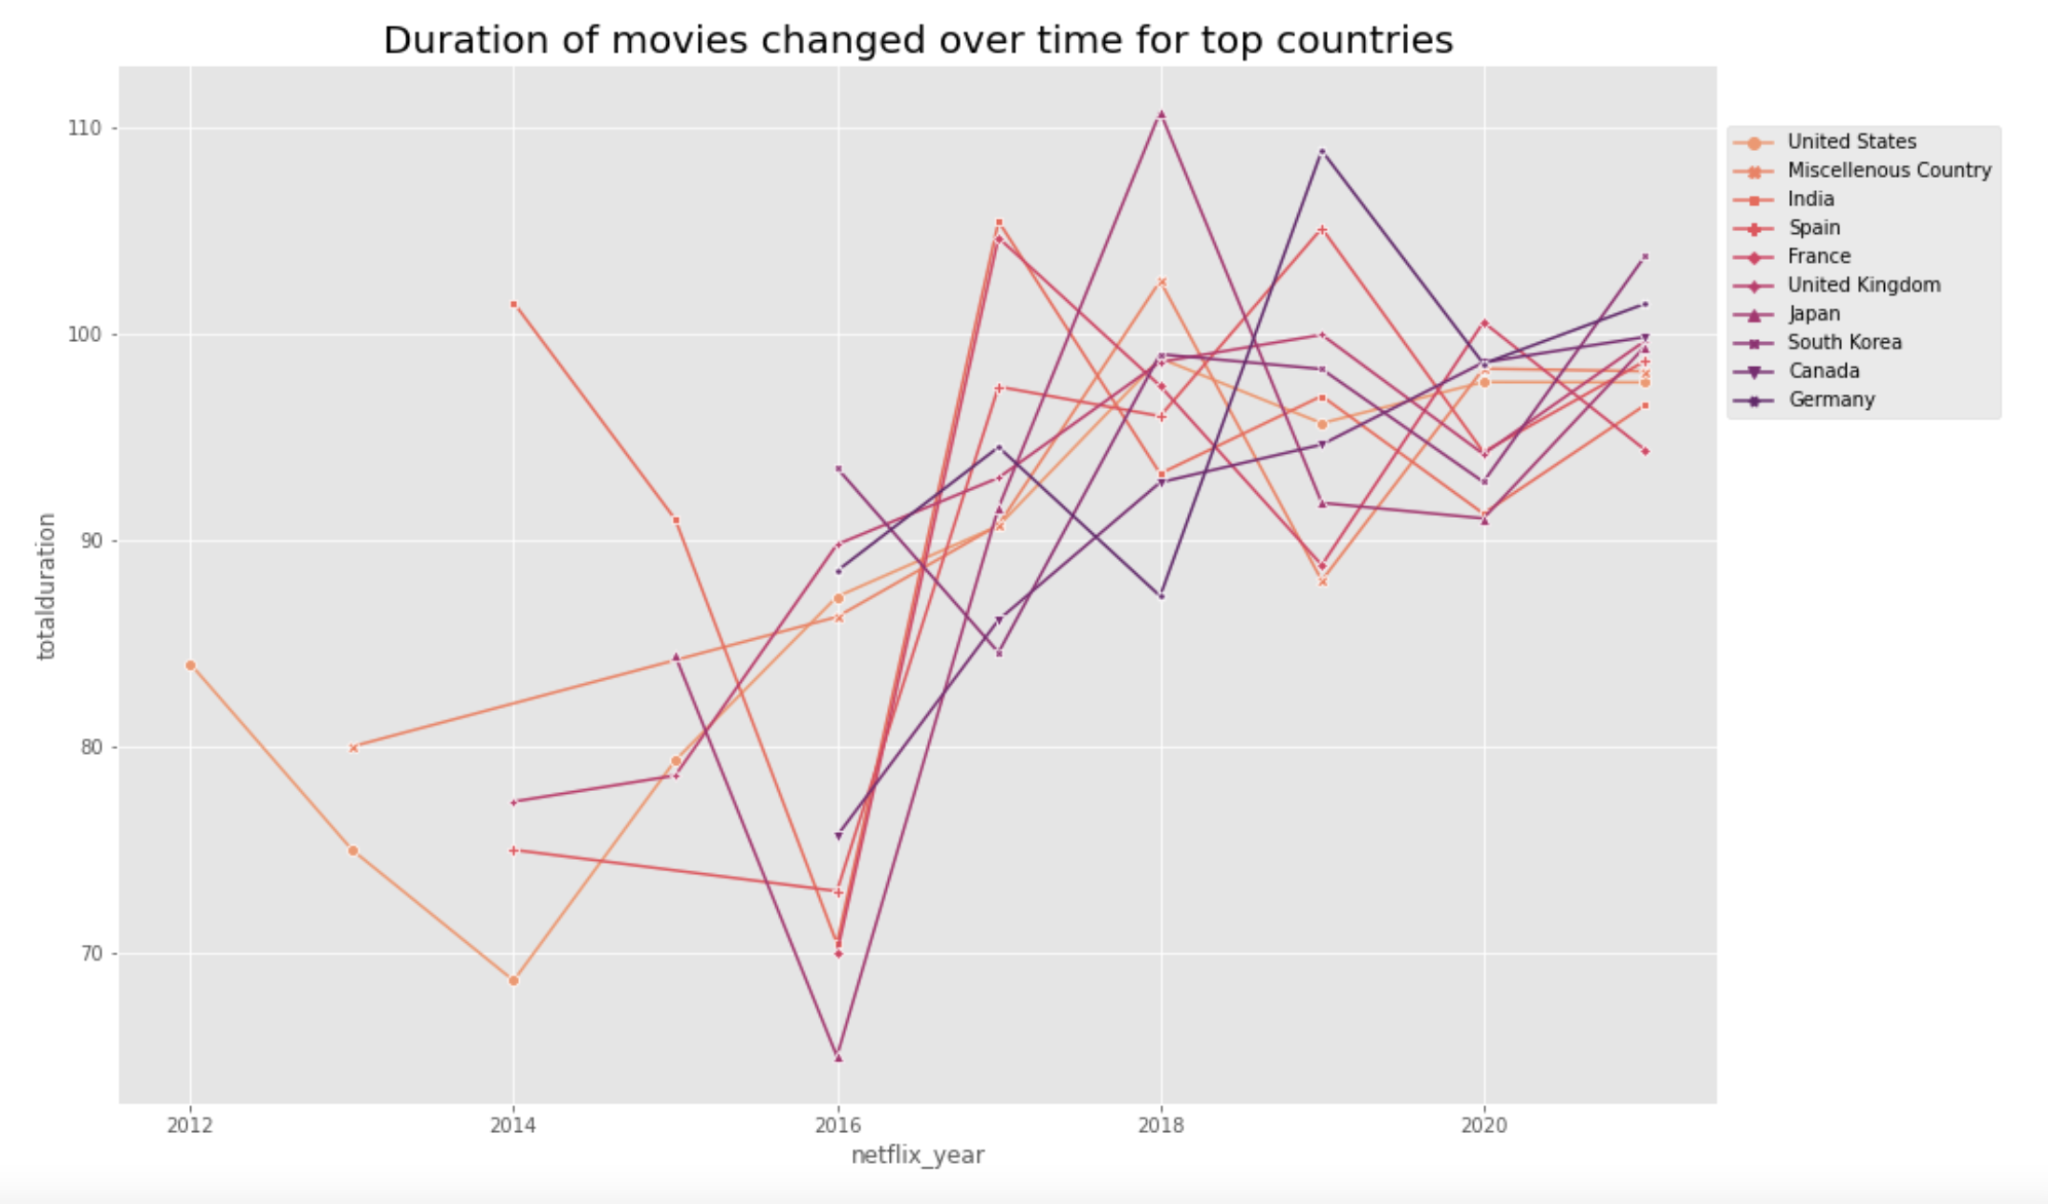 Duration of movies changed over time for top countries
110
100
90
80
70
totalduration
2012
2014
2016
2018
2020
netflix_year
United States
Miscellenous Country
India
Spain
France
United Kingdom
Japan
South Korea
Canada
Germany